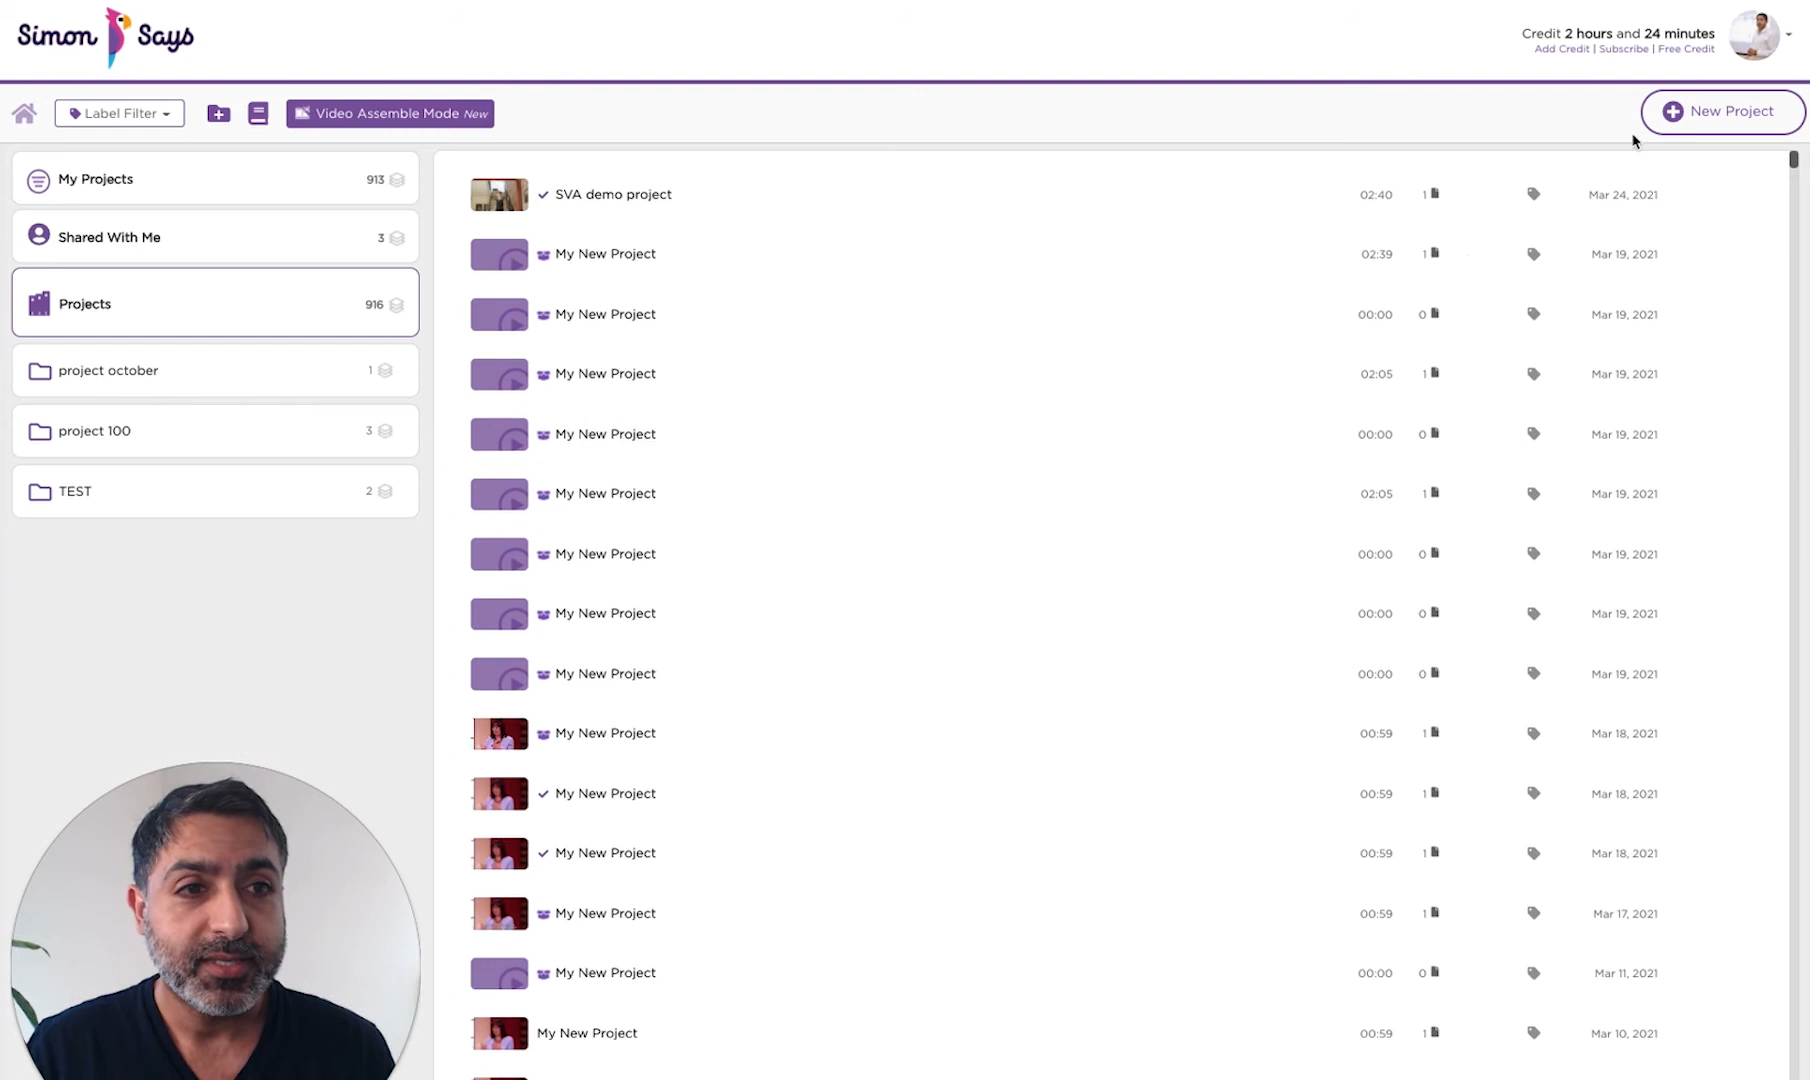 Simon Says
Credit 2 hours and 24 minutes
Add Credit | Subscribe | Free Credit
Label Filter
Video Assemble Mode New
New Project
My Projects 913
Shared With Me 3
Projects 916
project october 1
project 100 3
TEST 2
SVA demo project 02:40 1 Mar 24, 2021
My New Project 02:39 1 Mar 19, 2021
My New Project 00:00 0 Mar 19, 2021
My New Project 02:05 1 Mar 19, 2021
My New Project 00:00 0 Mar 19, 2021
My New Project 02:05 1 Mar 19, 2021
My New Project 00:00 0 Mar 19, 2021
My New Project 00:00 0 Mar 19, 2021
My New Project 00:00 0 Mar 19, 2021
My New Project 00:59 1 Mar 18, 2021
My New Project 00:59 1 Mar 18, 2021
My New Project 00:59 1 Mar 18, 2021
My New Project 00:59 1 Mar 17, 2021
My New Project 00:00 0 Mar 11, 2021
My New Project 00:59 1 Mar 10, 2021